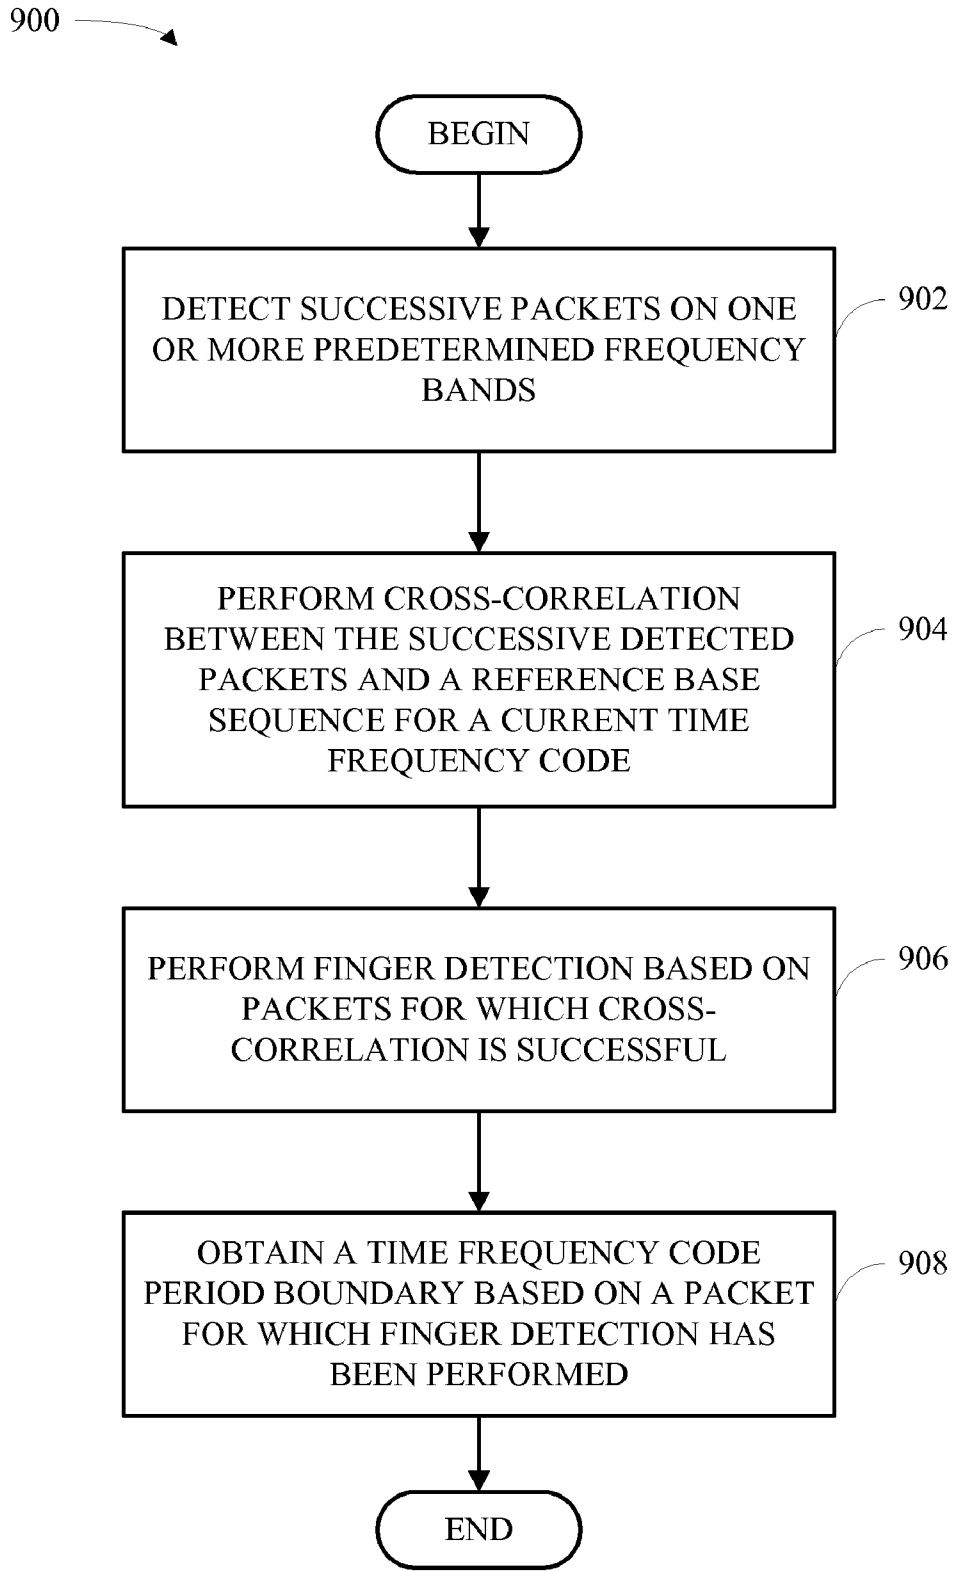 900
BEGIN
DETECT SUCCESSIVE PACKETS ON ONE
OR MORE PREDETERMINED FREQUENCY
BANDS
902
PERFORM CROSS-CORRELATION
BETWEEN THE SUCCESSIVE DETECTED
PACKETS AND A REFERENCE BASE
SEQUENCE FOR A CURRENT TIME
FREQUENCY CODE
904
PERFORM FINGER DETECTION BASED ON
PACKETS FOR WHICH CROSS-
CORRELATION IS SUCCESSFUL
906
OBTAIN A TIME FREQUENCY CODE
PERIOD BOUNDARY BASED ON A PACKET
FOR WHICH FINGER DETECTION HAS
BEEN PERFORMED
908
END